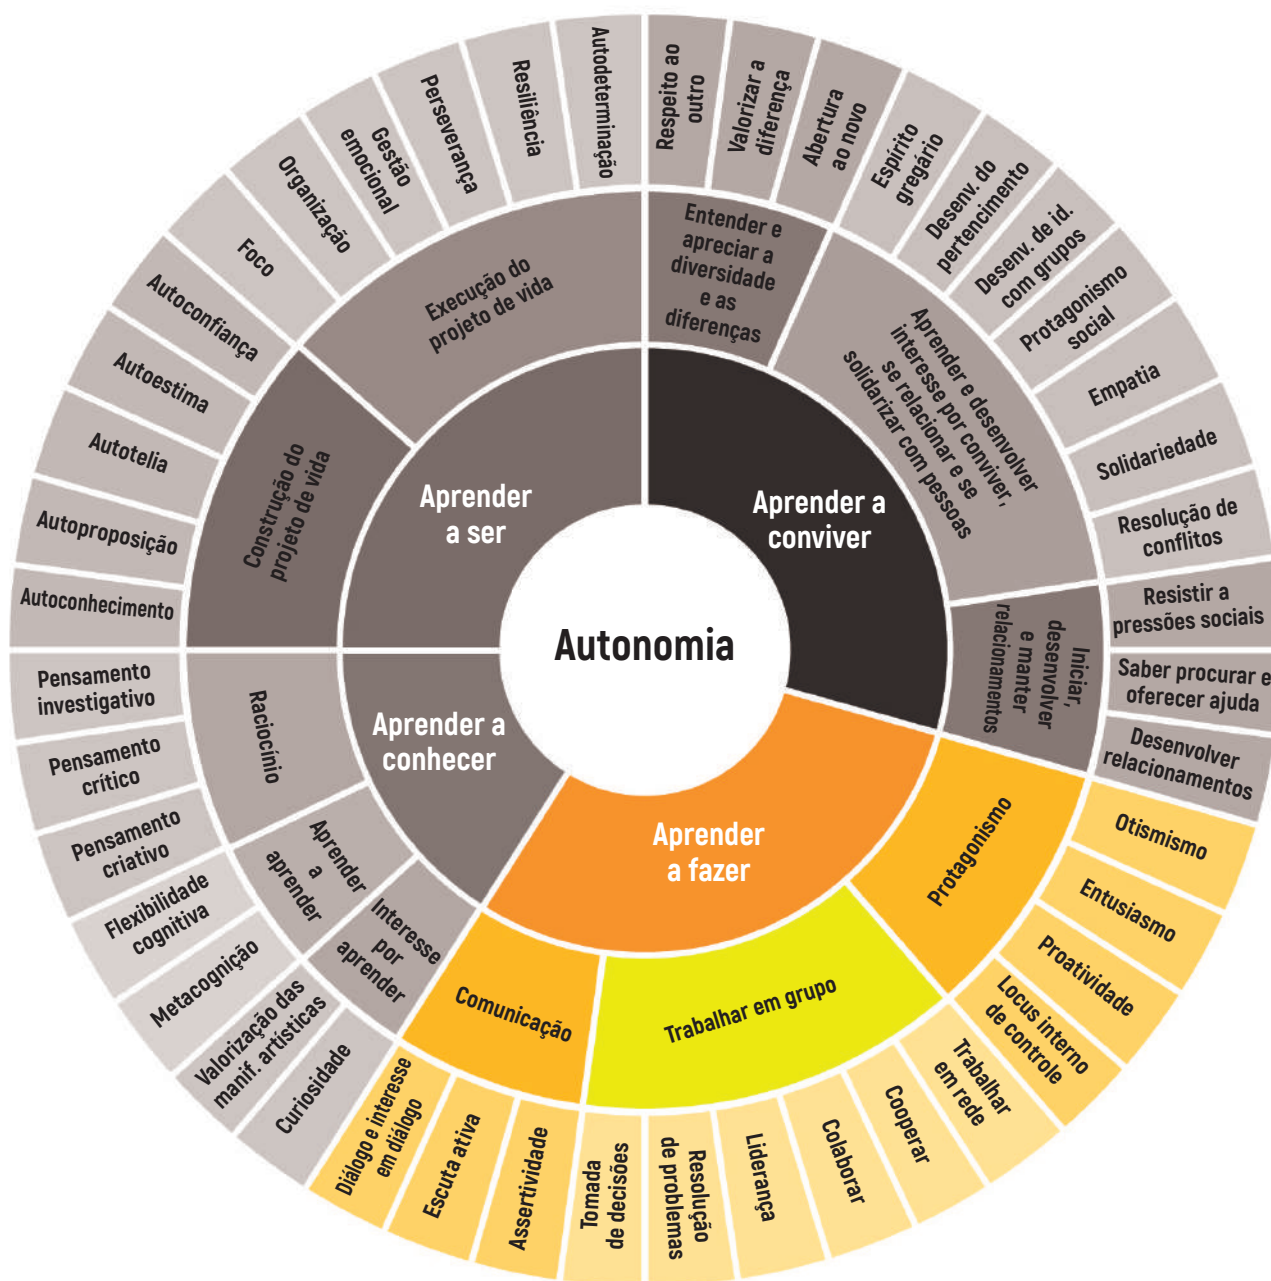 Autonomia
Aprender
a ser
Aprender a
conviver
Aprender
a fazer
Aprender a
conhecer
Execução do
projeto de vida
Construção do
projeto de vida
Entender e
apreciar a
diversidade
e as
diferenças
Aprender e desenvolver
interesse por conviver,
se relacionar e se
solidarizar com pessoas
Iniciar,
desenvolver
e manter
relacionamentos
Protagonismo
Trabalhar em grupo
Comunicação
Interesse
por
aprender
Aprender
a
aprender
Raciocínio
Respeito ao
outro
Valorizar a
diferença
Abertura
ao novo
Espírito
gregário
Desenv. do
pertencimento
Desenv. de id.
com grupos
Protagonismo
social
Empatia
Solidariedade
Resolução de
conflitos
Resistir a
pressões sociais
Saber procurar e
oferecer ajuda
Desenvolver
relacionamentos
Otismismo
Entusiasmo
Proatividade
Locus interno
de controle
Trabalhar
em rede
Cooperar
Colaborar
Liderança
Resolução
de problemas
Tomada
de decisões
Assertividade
Escuta ativa
Diálogo e interesse
em diálogo
Curiosidade
Valorização das
manif. artísticas
Metacognição
Flexibilidade
cognitiva
Pensamento
criativo
Pensamento
crítico
Pensamento
investigativo
Autoconhecimento
Autoproposição
Autotelia
Autoestima
Autoconfiança
Foco
Organização
Gestão
emocional
Perseverança
Resiliência
Autodeterminação